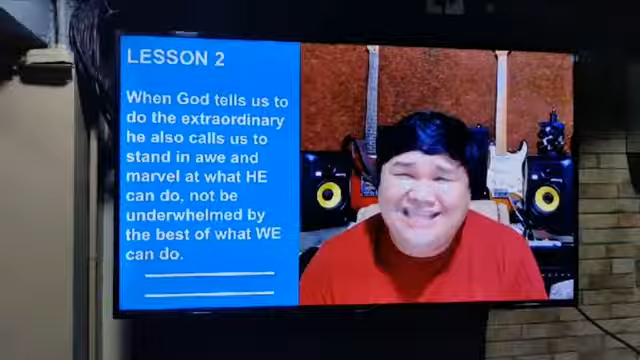 LESSON 2
When God tells us to
do the extraordinary
he also calls us to
stand in awe and
marvel at what HE
can do, not be
underwhelmed by
the best of what WE
can do.